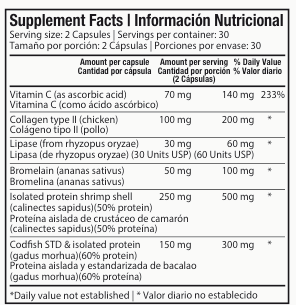 Supplement Facts | Información Nutricional
Serving size: 2 Capsules | Servings per container: 30
Tamaño por porción: 2 Cápsulas | Porciones por envase: 30
Amount per capsule Amount per serving % Daily Value
Cantidad por cápsula Cantidad por porción % Valor diario
(2 Capsulas)
Vitamin C (as ascorbic acid) 70 mg 140 mg 233%
Vitamina C (como ácido ascórbico)
Collagen type II (chicken) 100 mg 200 mg *
Colágeno tipo II (pollo)
Lipase (from rhyzopus oryzae) 30 mg 60 mg *
Lipasa (de rhyzopus oryzae) (30 Units USP) (60 Units USP)
Bromelain (ananas sativus) 50 mg 100 mg *
Bromelina (ananas sativus)
Isolated protein shrimp shell 250 mg 500 mg *
(calinectes sapidus)(50% protein)
Proteína aislada de crustáceo de camarón
(calinectes sapidus)(50% proteína)
Codfish STD & isolated protein 150 mg 300 mg *
(gadus morhua)(60% protein)
Proteína aislada y estandarizada de bacalao
(gadus morhua)(60% proteína)
*Daily value not established | * Valor diario no establecido